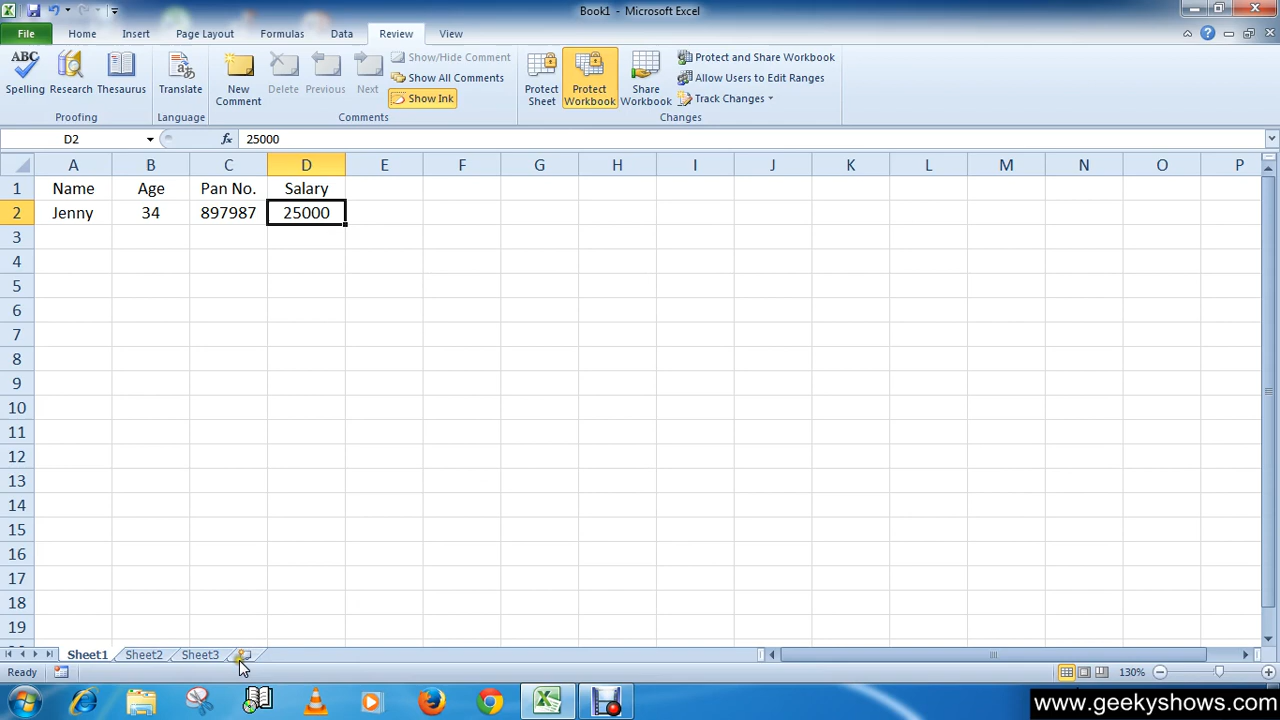 Book1 - Microsoft Excel
File Home Insert Page Layout Formulas Data Review View
ABC
Spelling Research Thesaurus
Proofing
Translate
Language
New Comment
Delete
Previous
Next
Show/Hide Comment
Show All Comments
Show Ink
Comments
Protect Sheet
Protect Workbook
Share Workbook
Protect and Share Workbook
Allow Users to Edit Ranges
Track Changes
Changes
D2 fx 25000
A B C D E F G H I J K L M N O P
1 Name Age Pan No. Salary
2 Jenny 34 897987 25000
3
4
5
6
7
8
9
10
11
12
13
14
15
16
17
18
19
Sheet1 Sheet2 Sheet3
Ready 130%
www.geekyshows.com